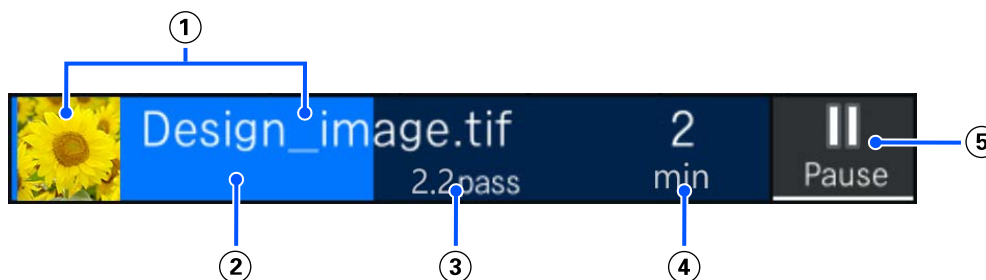 ①
Design_image.tif
2
2.2pass
min
Pause
②
③
④
⑤